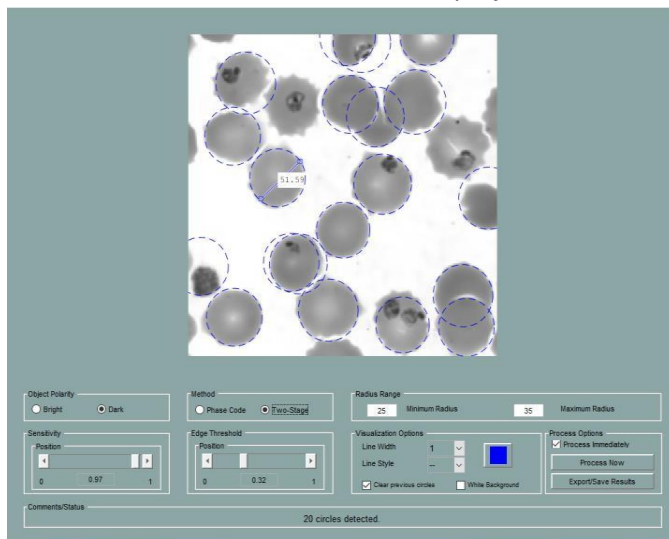 51.59
Object Polarity
Bright
Dark
Method
Phase Code
Two-Stage
Radius Range
25
Minimum Radius
35
Maximum Radius
Sensitivity
Position
0
0.97
1
Edge Threshold
Position
0
0.32
1
Visualization Options
Line Width
1
Line Style
--
Clear previous circles
White Background
Process Options
Process Immediately
Process Now
Export/Save Results
Comments/Status
20 circles detected.